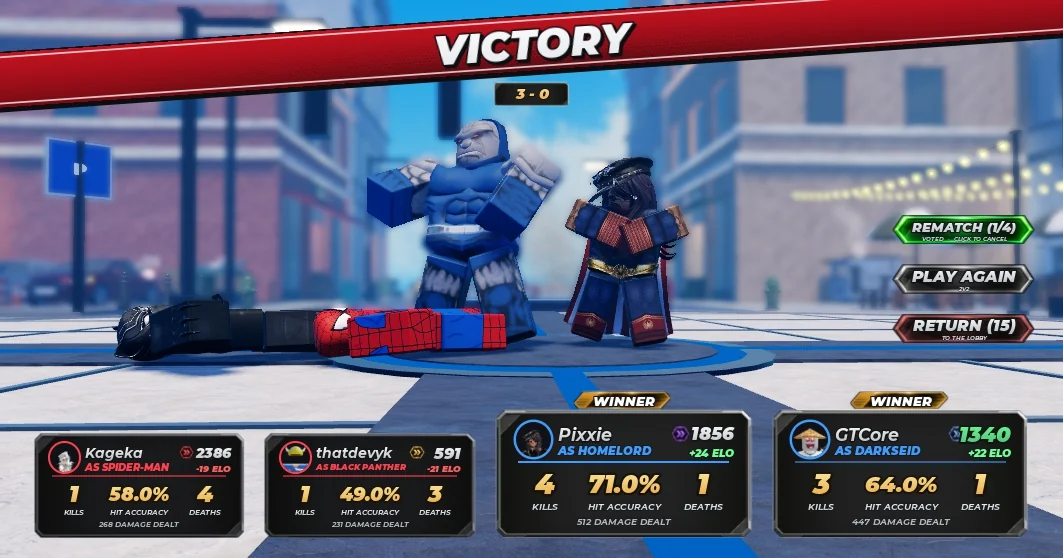 VICTORY
3 - 0
P
REMATCH (1/4)
VOTED CLICK TO CANCEL
PLAY AGAIN
2V2
RETURN (15)
TO THE LOBBY
WINNER
WINNER
Kageka
2386
AS SPIDER-MAN
-19 ELO
1
58.0%
4
KILLS
HIT ACCURACY
DEATHS
268 DAMAGE DEALT
thatdevyk
591
AS BLACK PANTHER
-21 ELO
1
49.0%
3
KILLS
HIT ACCURACY
DEATHS
231 DAMAGE DEALT
Pixxie
1856
AS HOMELORD
+24 ELO
4
71.0%
1
KILLS
HIT ACCURACY
DEATHS
512 DAMAGE DEALT
GTCore
1340
AS DARKSEID
+22 ELO
3
64.0%
1
KILLS
HIT ACCURACY
DEATHS
447 DAMAGE DEALT